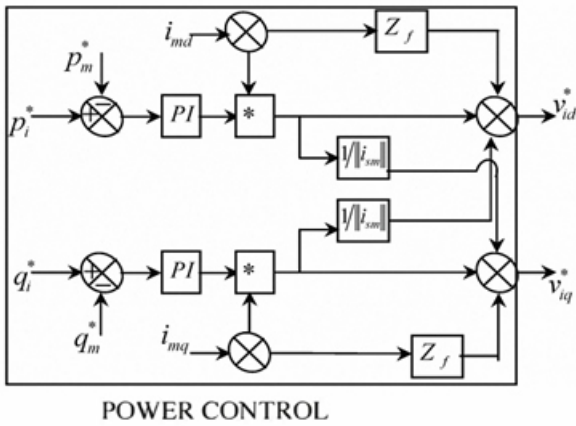 i_md
Z_f
p_m^*
p_i^*
+
−
PI
*
v_id^*
1/‖i_sm‖
1/‖i_sm‖
q_i^*
+
−
PI
*
v_iq^*
q_m^*
i_mq
Z_f
POWER CONTROL